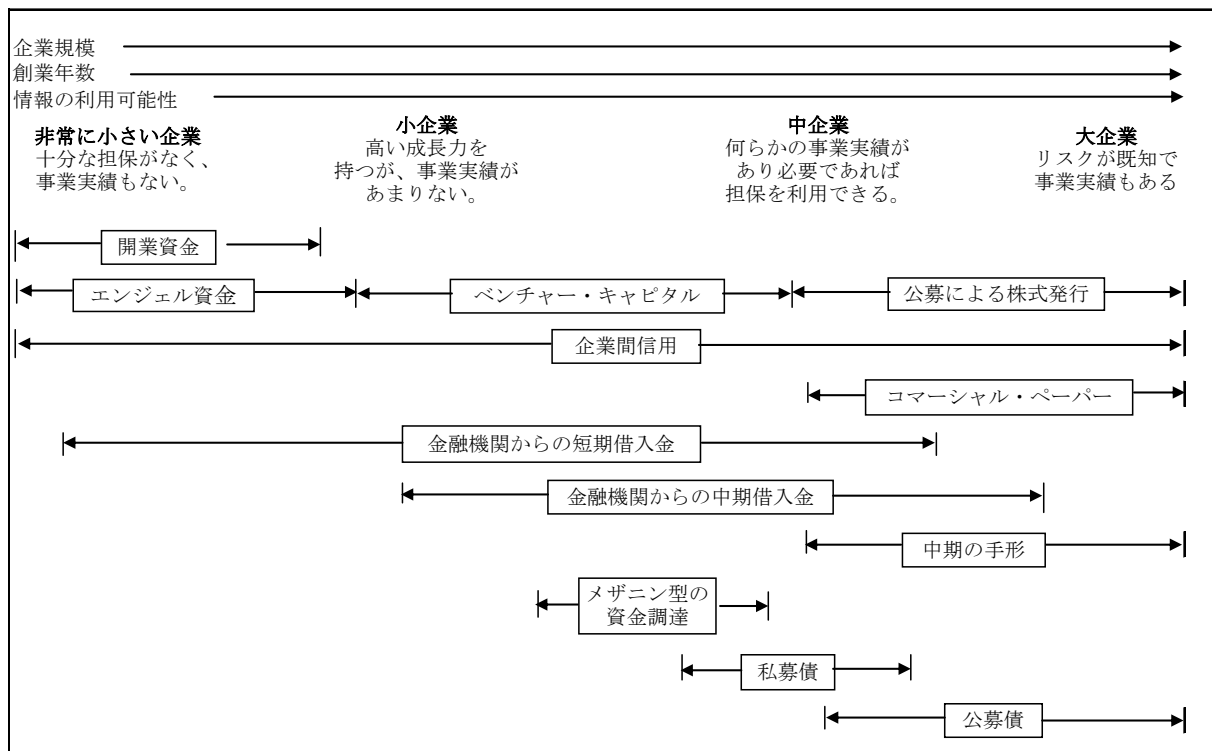 企業規模
創業年数
情報の利用可能性
非常に小さい企業
十分な担保がなく、
事業実績もない。
小企業
高い成長力を
持つが、事業実績が
あまりない。
中企業
何らかの事業実績が
あり必要であれば
担保を利用できる。
大企業
リスクが既知で
事業実績もある
開業資金
エンジェル資金
ベンチャー・キャピタル
公募による株式発行
企業間信用
コマーシャル・ペーパー
金融機関からの短期借入金
金融機関からの中期借入金
中期の手形
メザニン型の
資金調達
私募債
公募債